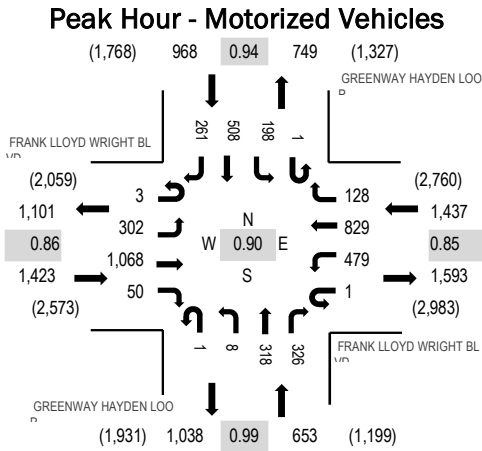 Peak Hour - Motorized Vehicles
(1,768) 968 0.94 749 (1,327)
GREENWAY HAYDEN LOO
261 508 198 1
FRANK LLOYD WRIGHT BL
(2,059) 3 128 (2,760)
1,101 302 829 1,437
N
0.86 W 0.90 E 0.85
S
1,068 479
1,423 50 1 1,593
(2,573) (2,983)
1 8 318 326
FRANK LLOYD WRIGHT BL
GREENWAY HAYDEN LOO
(1,931) 1,038 0.99 653 (1,199)